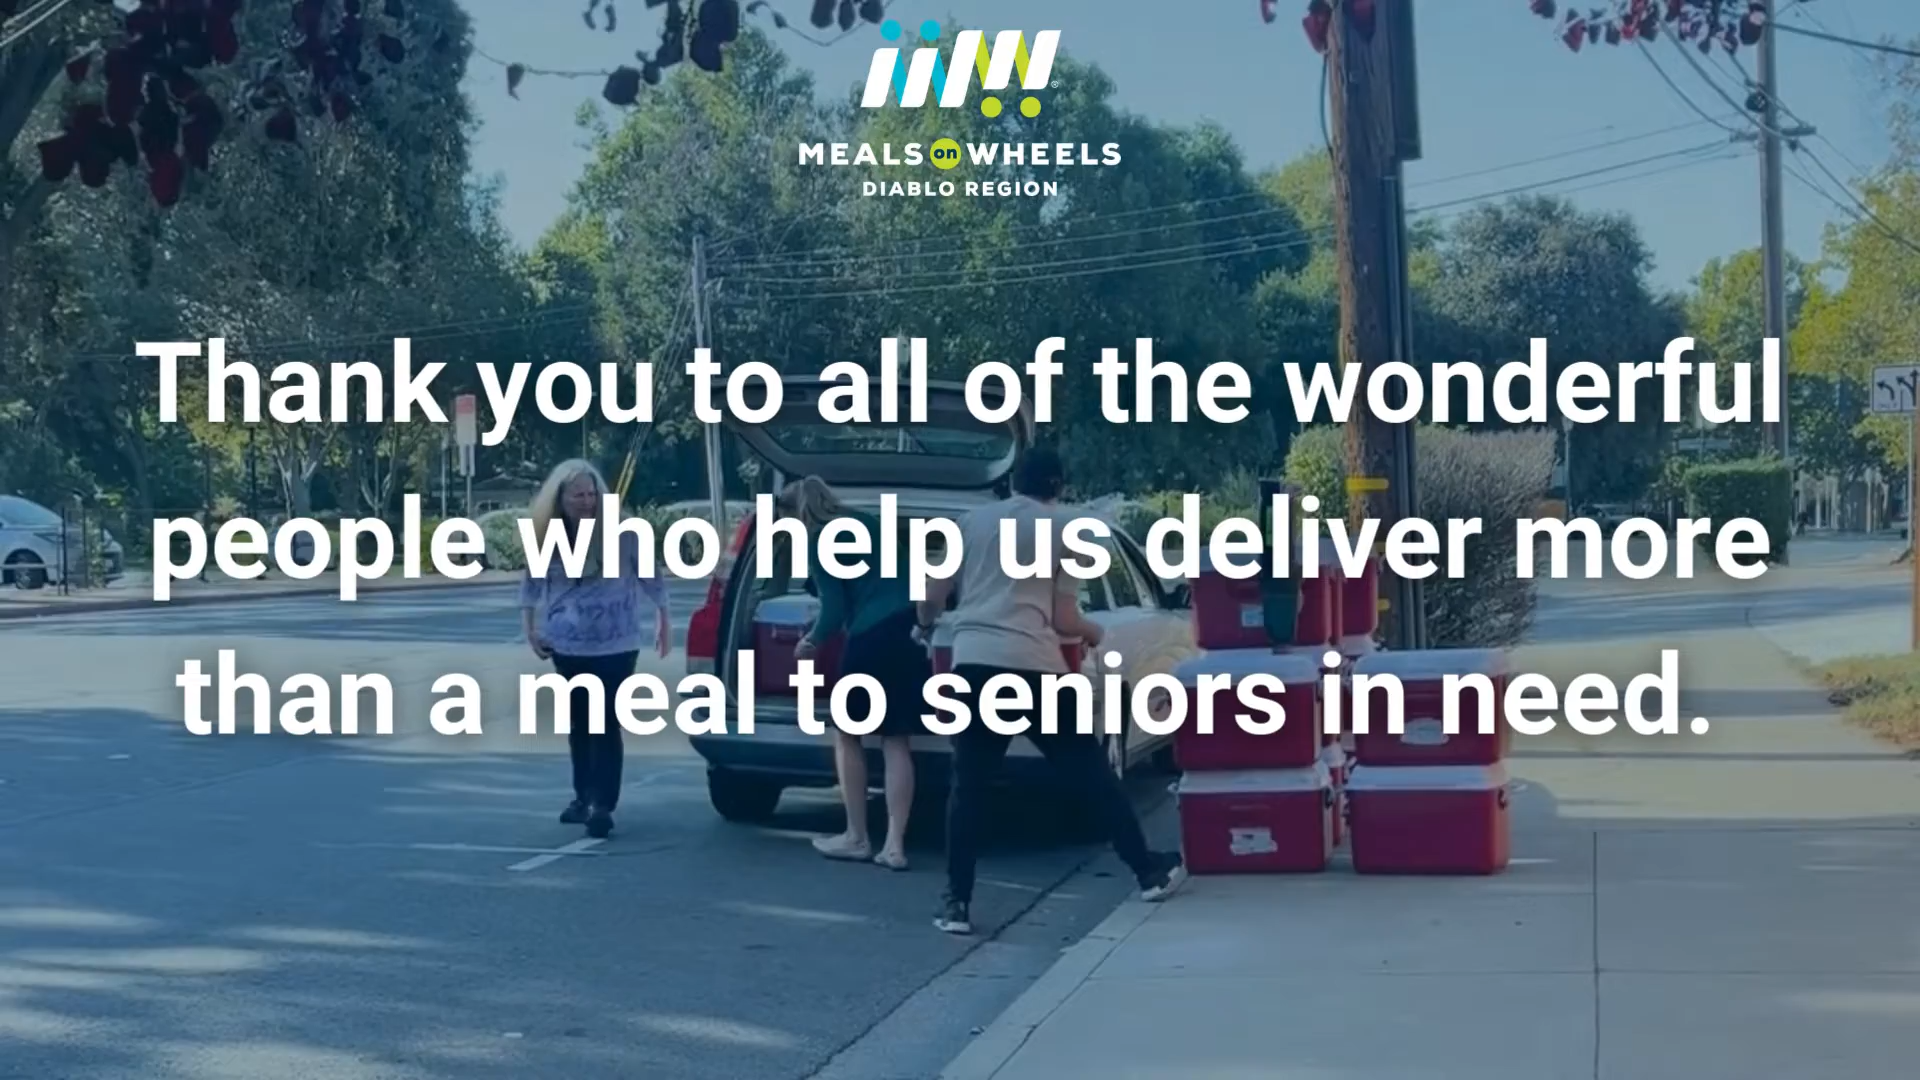 MEALS on WHEELS
DIABLO REGION
Thank you to all of the wonderful
people who help us deliver more
than a meal to seniors in need.